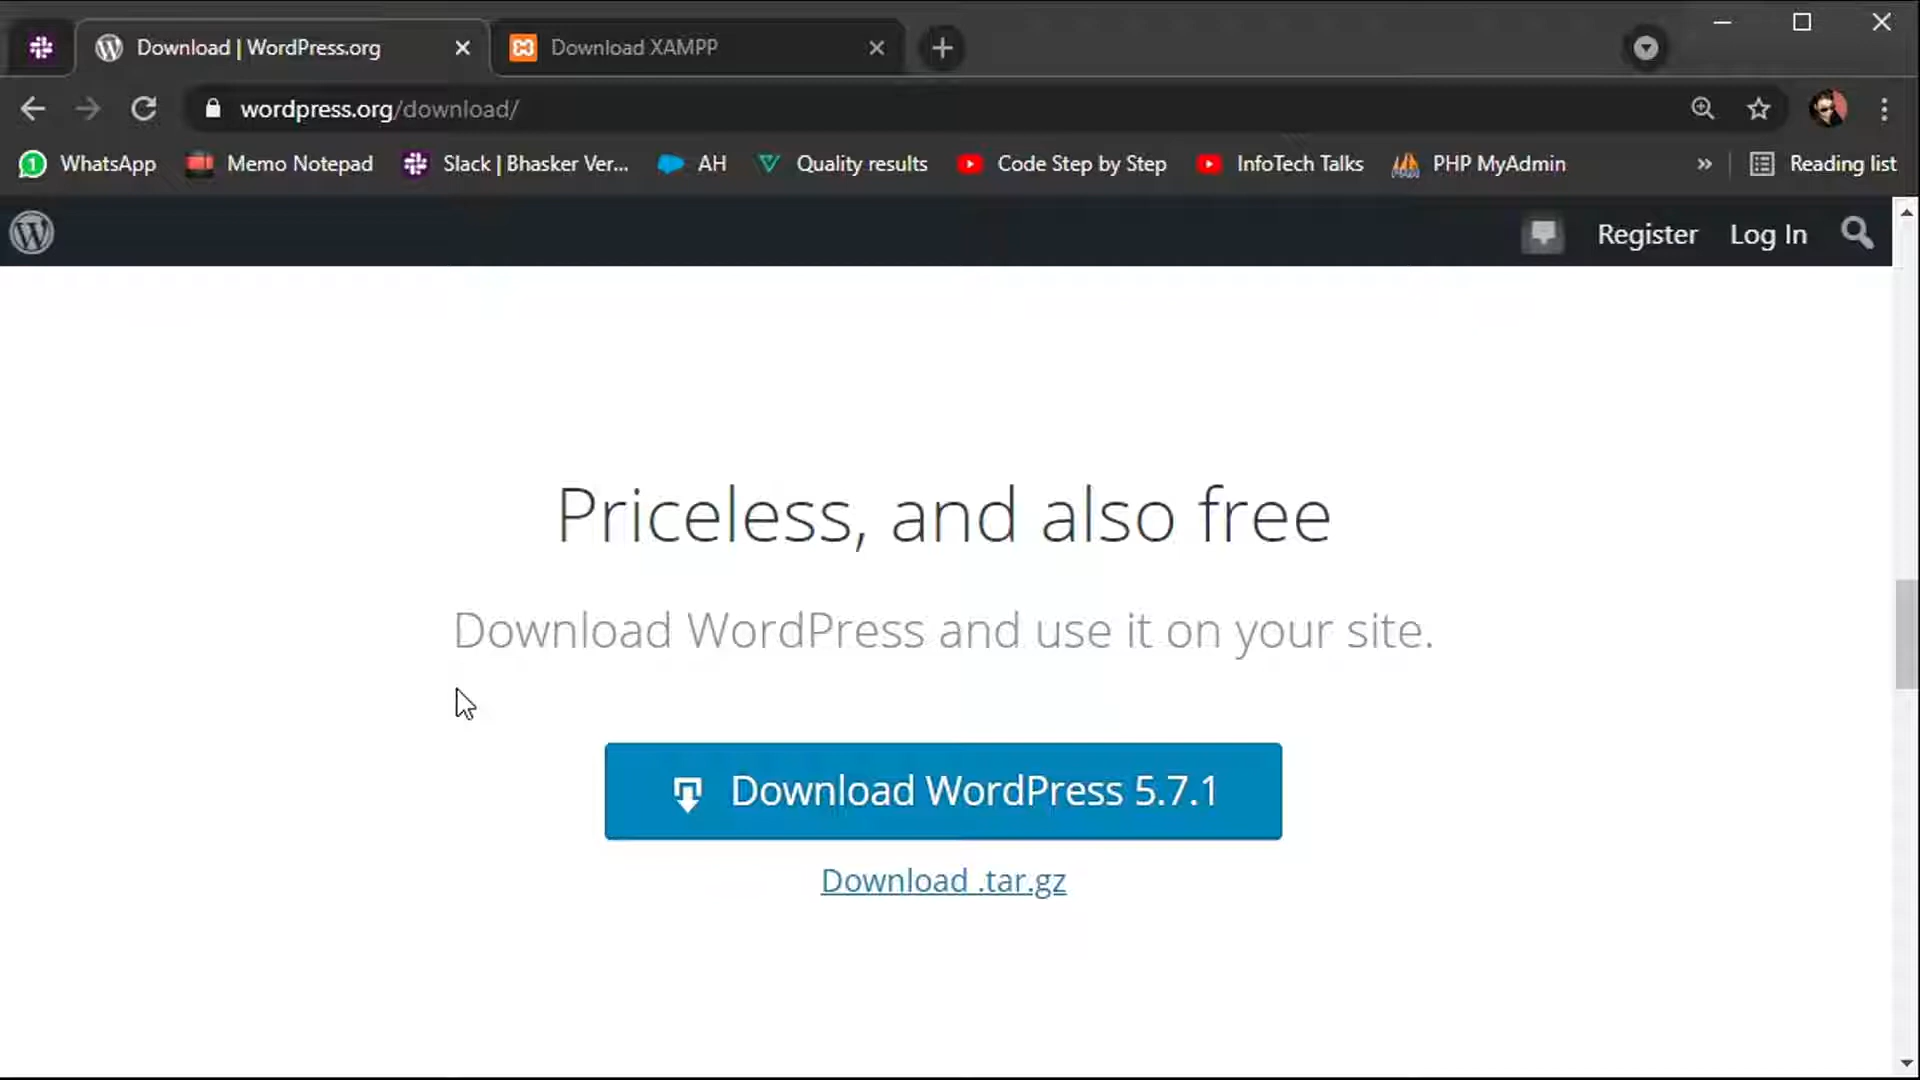 Download | WordPress.org
Download XAMPP
wordpress.org/download/
1 WhatsApp Memo Notepad Slack | Bhasker Ver... AH Quality results Code Step by Step InfoTech Talks PHP MyAdmin » Reading list
Register Log In
Priceless, and also free
Download WordPress and use it on your site.
Download WordPress 5.7.1
Download .tar.gz